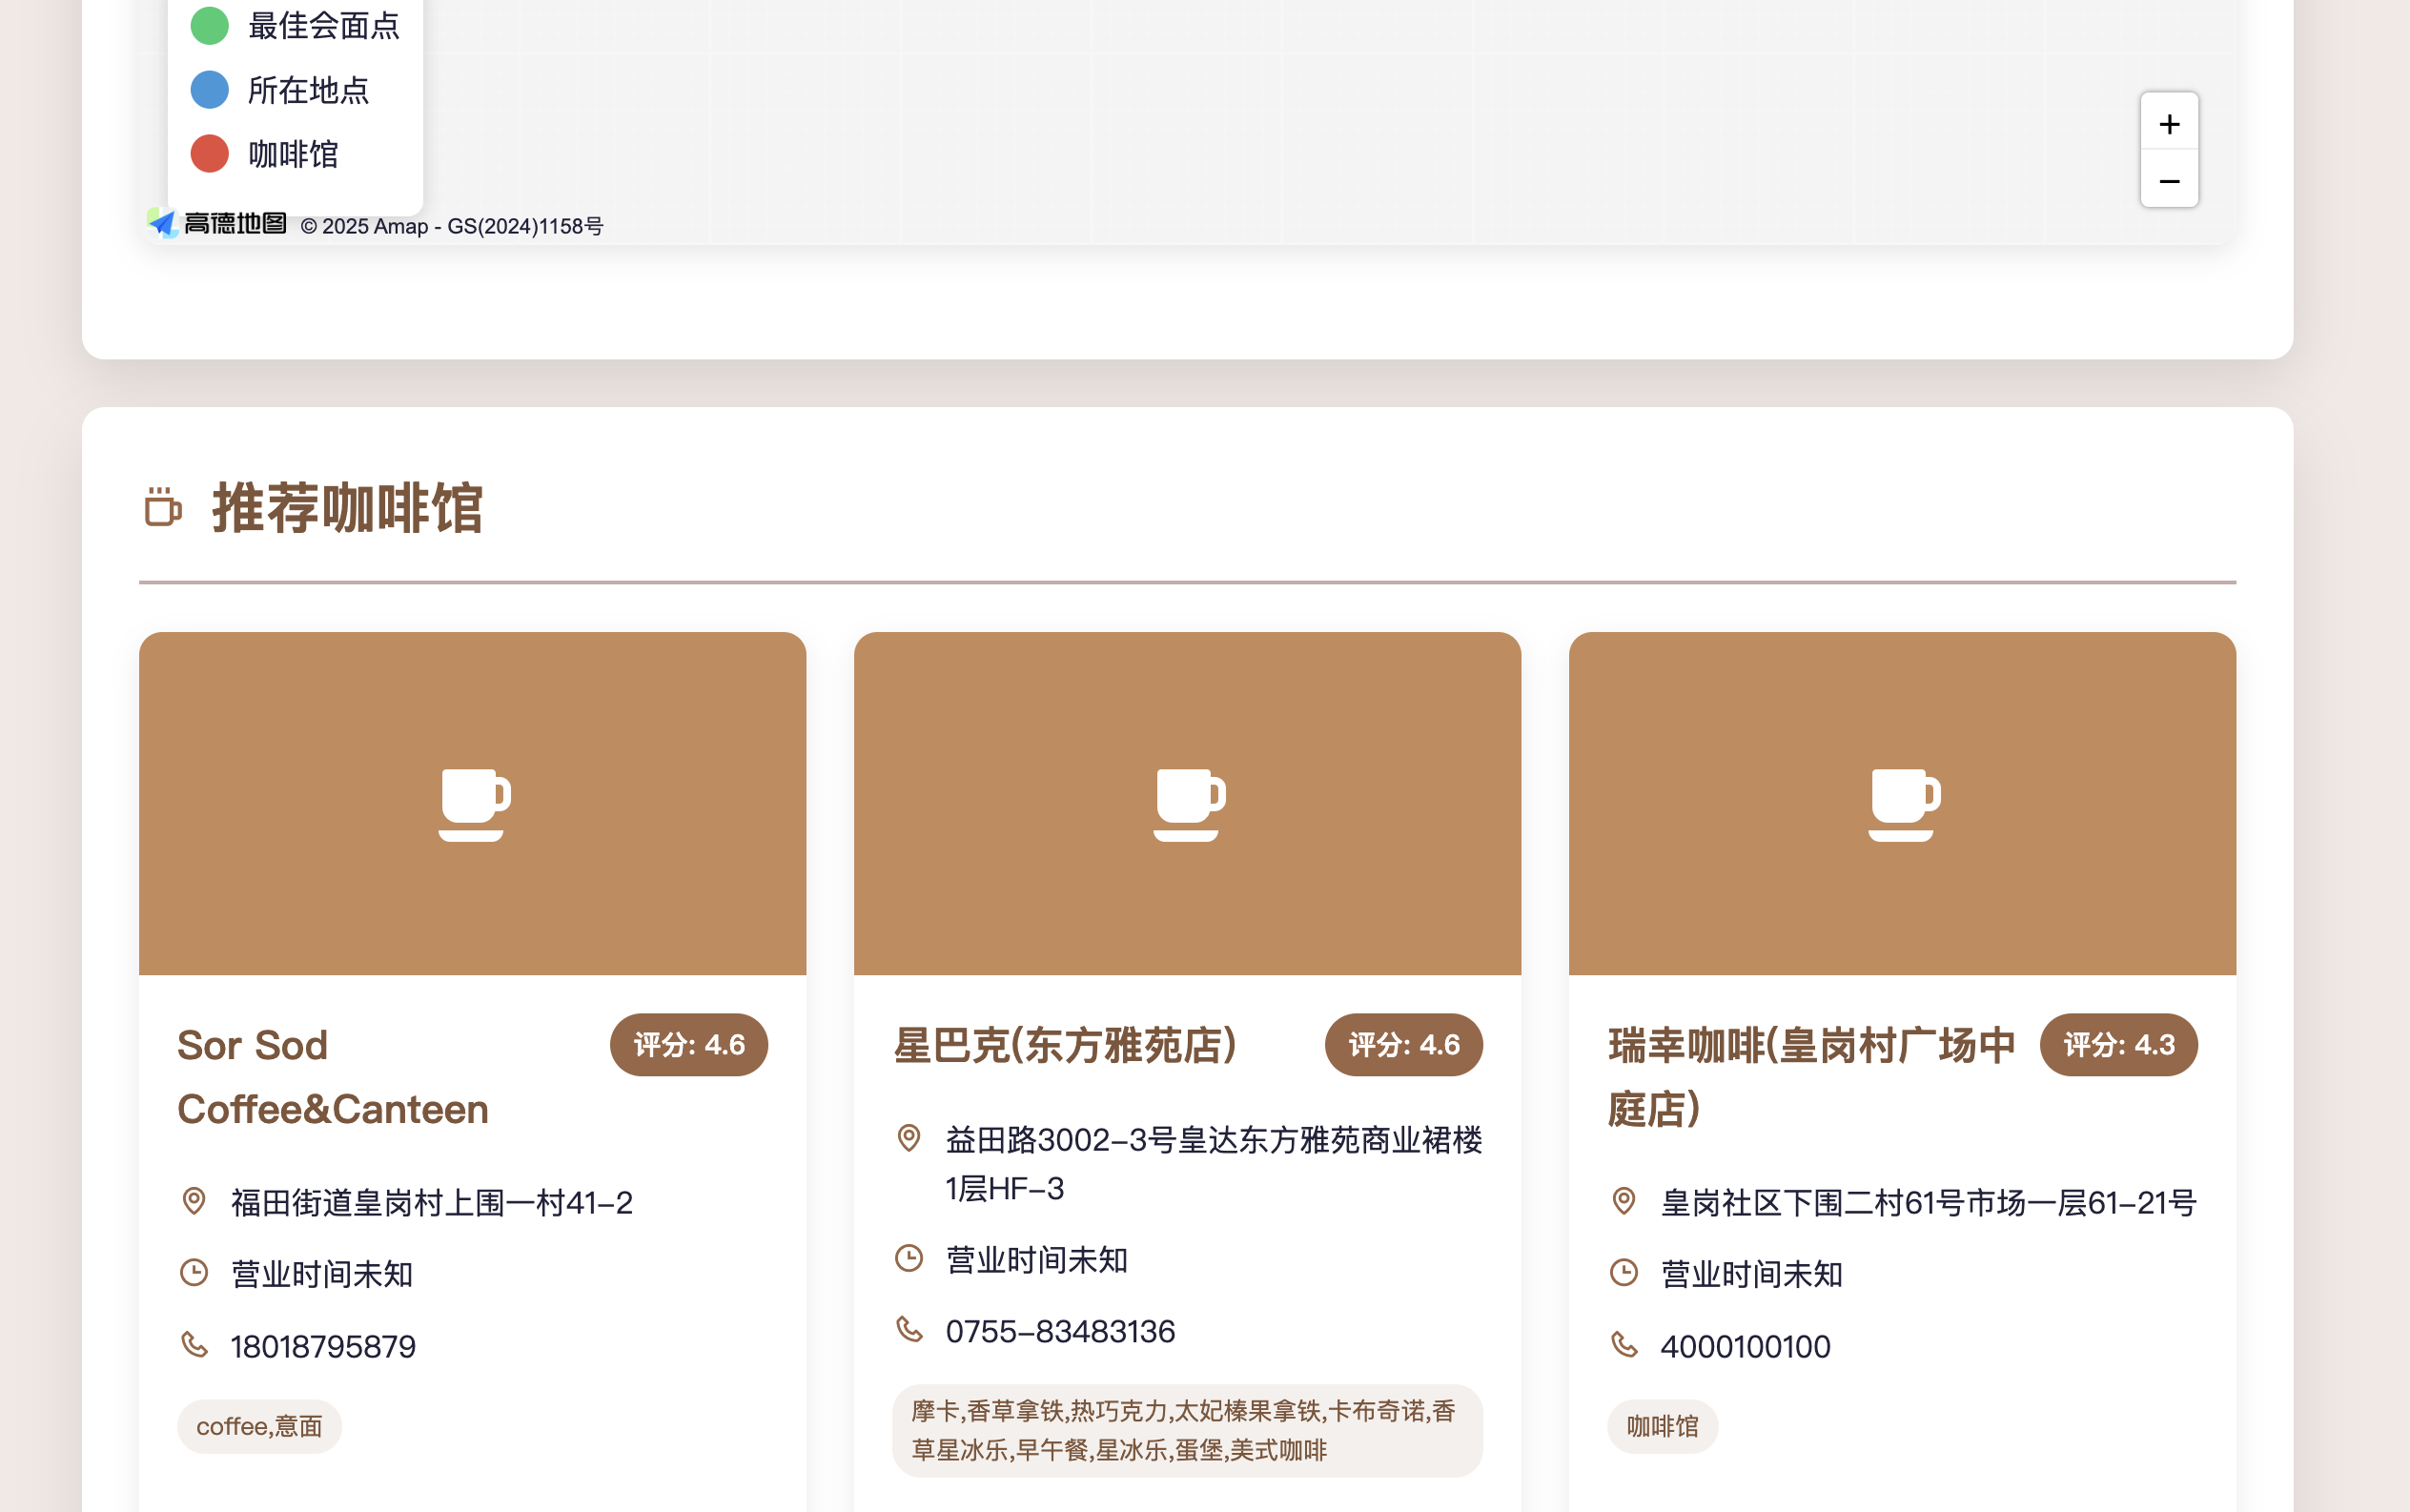 最佳会面点
所在地点
咖啡馆
+
−
高德地图 © 2025 Amap - GS(2024)1158号
推荐咖啡馆
Sor Sod
Coffee&Canteen
评分: 4.6
福田街道皇岗村上围一村41-2
营业时间未知
18018795879
coffee,意面
星巴克(东方雅苑店)
评分: 4.6
益田路3002-3号皇达东方雅苑商业裙楼
1层HF-3
营业时间未知
0755-83483136
摩卡,香草拿铁,热巧克力,太妃榛果拿铁,卡布奇诺,香
草星冰乐,早午餐,星冰乐,蛋堡,美式咖啡
瑞幸咖啡(皇岗村广场中
庭店)
评分: 4.3
皇岗社区下围二村61号市场一层61-21号
营业时间未知
4000100100
咖啡馆